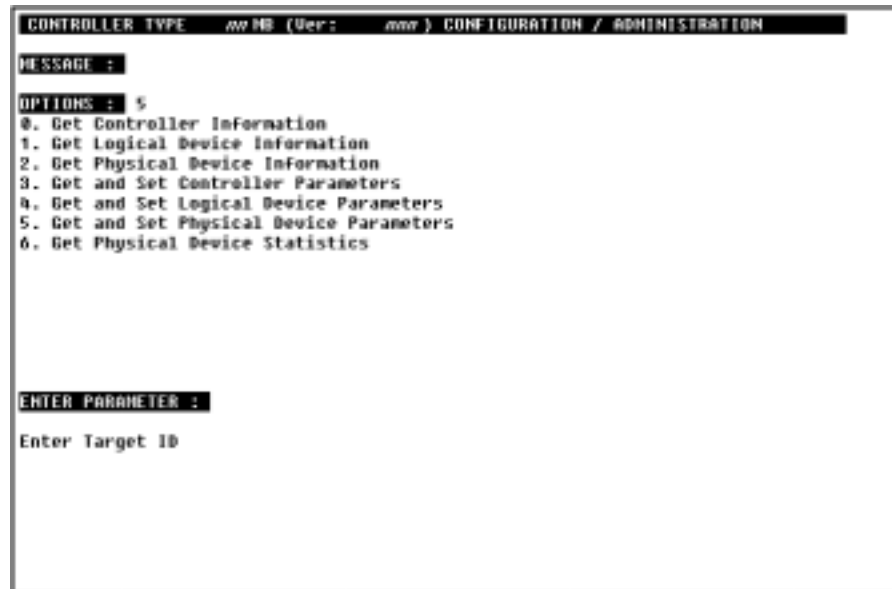 CONTROLLER TYPE nn MB (Ver: nnn ) CONFIGURATION / ADMINISTRATION
MESSAGE :
OPTIONS : 5
0. Get Controller Information
1. Get Logical Device Information
2. Get Physical Device Information
3. Get and Set Controller Parameters
4. Get and Set Logical Device Parameters
5. Get and Set Physical Device Parameters
6. Get Physical Device Statistics
ENTER PARAMETER :
Enter Target ID